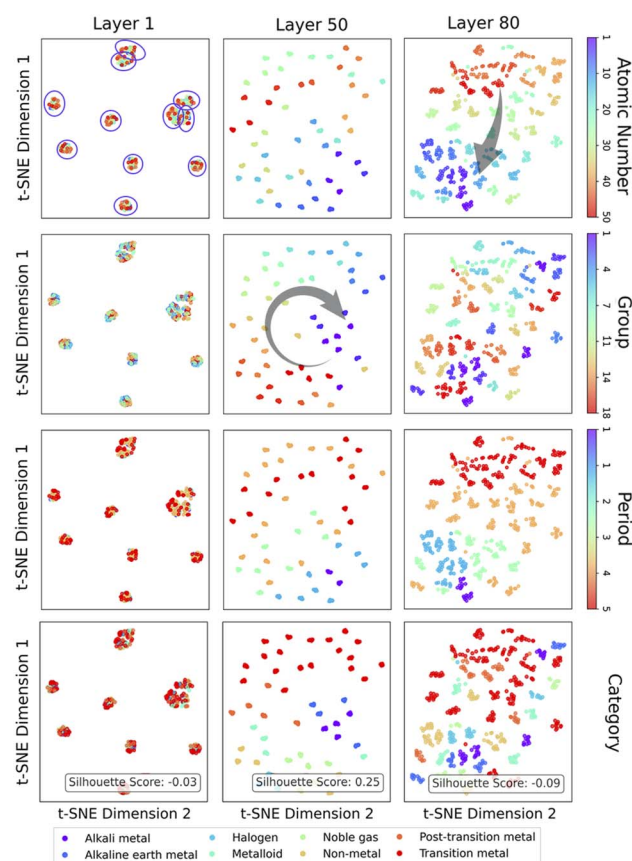 Layer 1
Layer 50
Layer 80
t-SNE Dimension 1
Atomic Number
1
10
20
30
40
50
t-SNE Dimension 1
Group
1
4
7
11
14
18
t-SNE Dimension 1
Period
1
2
3
4
5
t-SNE Dimension 1
Category
Silhouette Score: -0.03
Silhouette Score: 0.25
Silhouette Score: -0.09
t-SNE Dimension 2
t-SNE Dimension 2
t-SNE Dimension 2
Alkali metal
Halogen
Noble gas
Post-transition metal
Alkaline earth metal
Metalloid
Non-metal
Transition metal